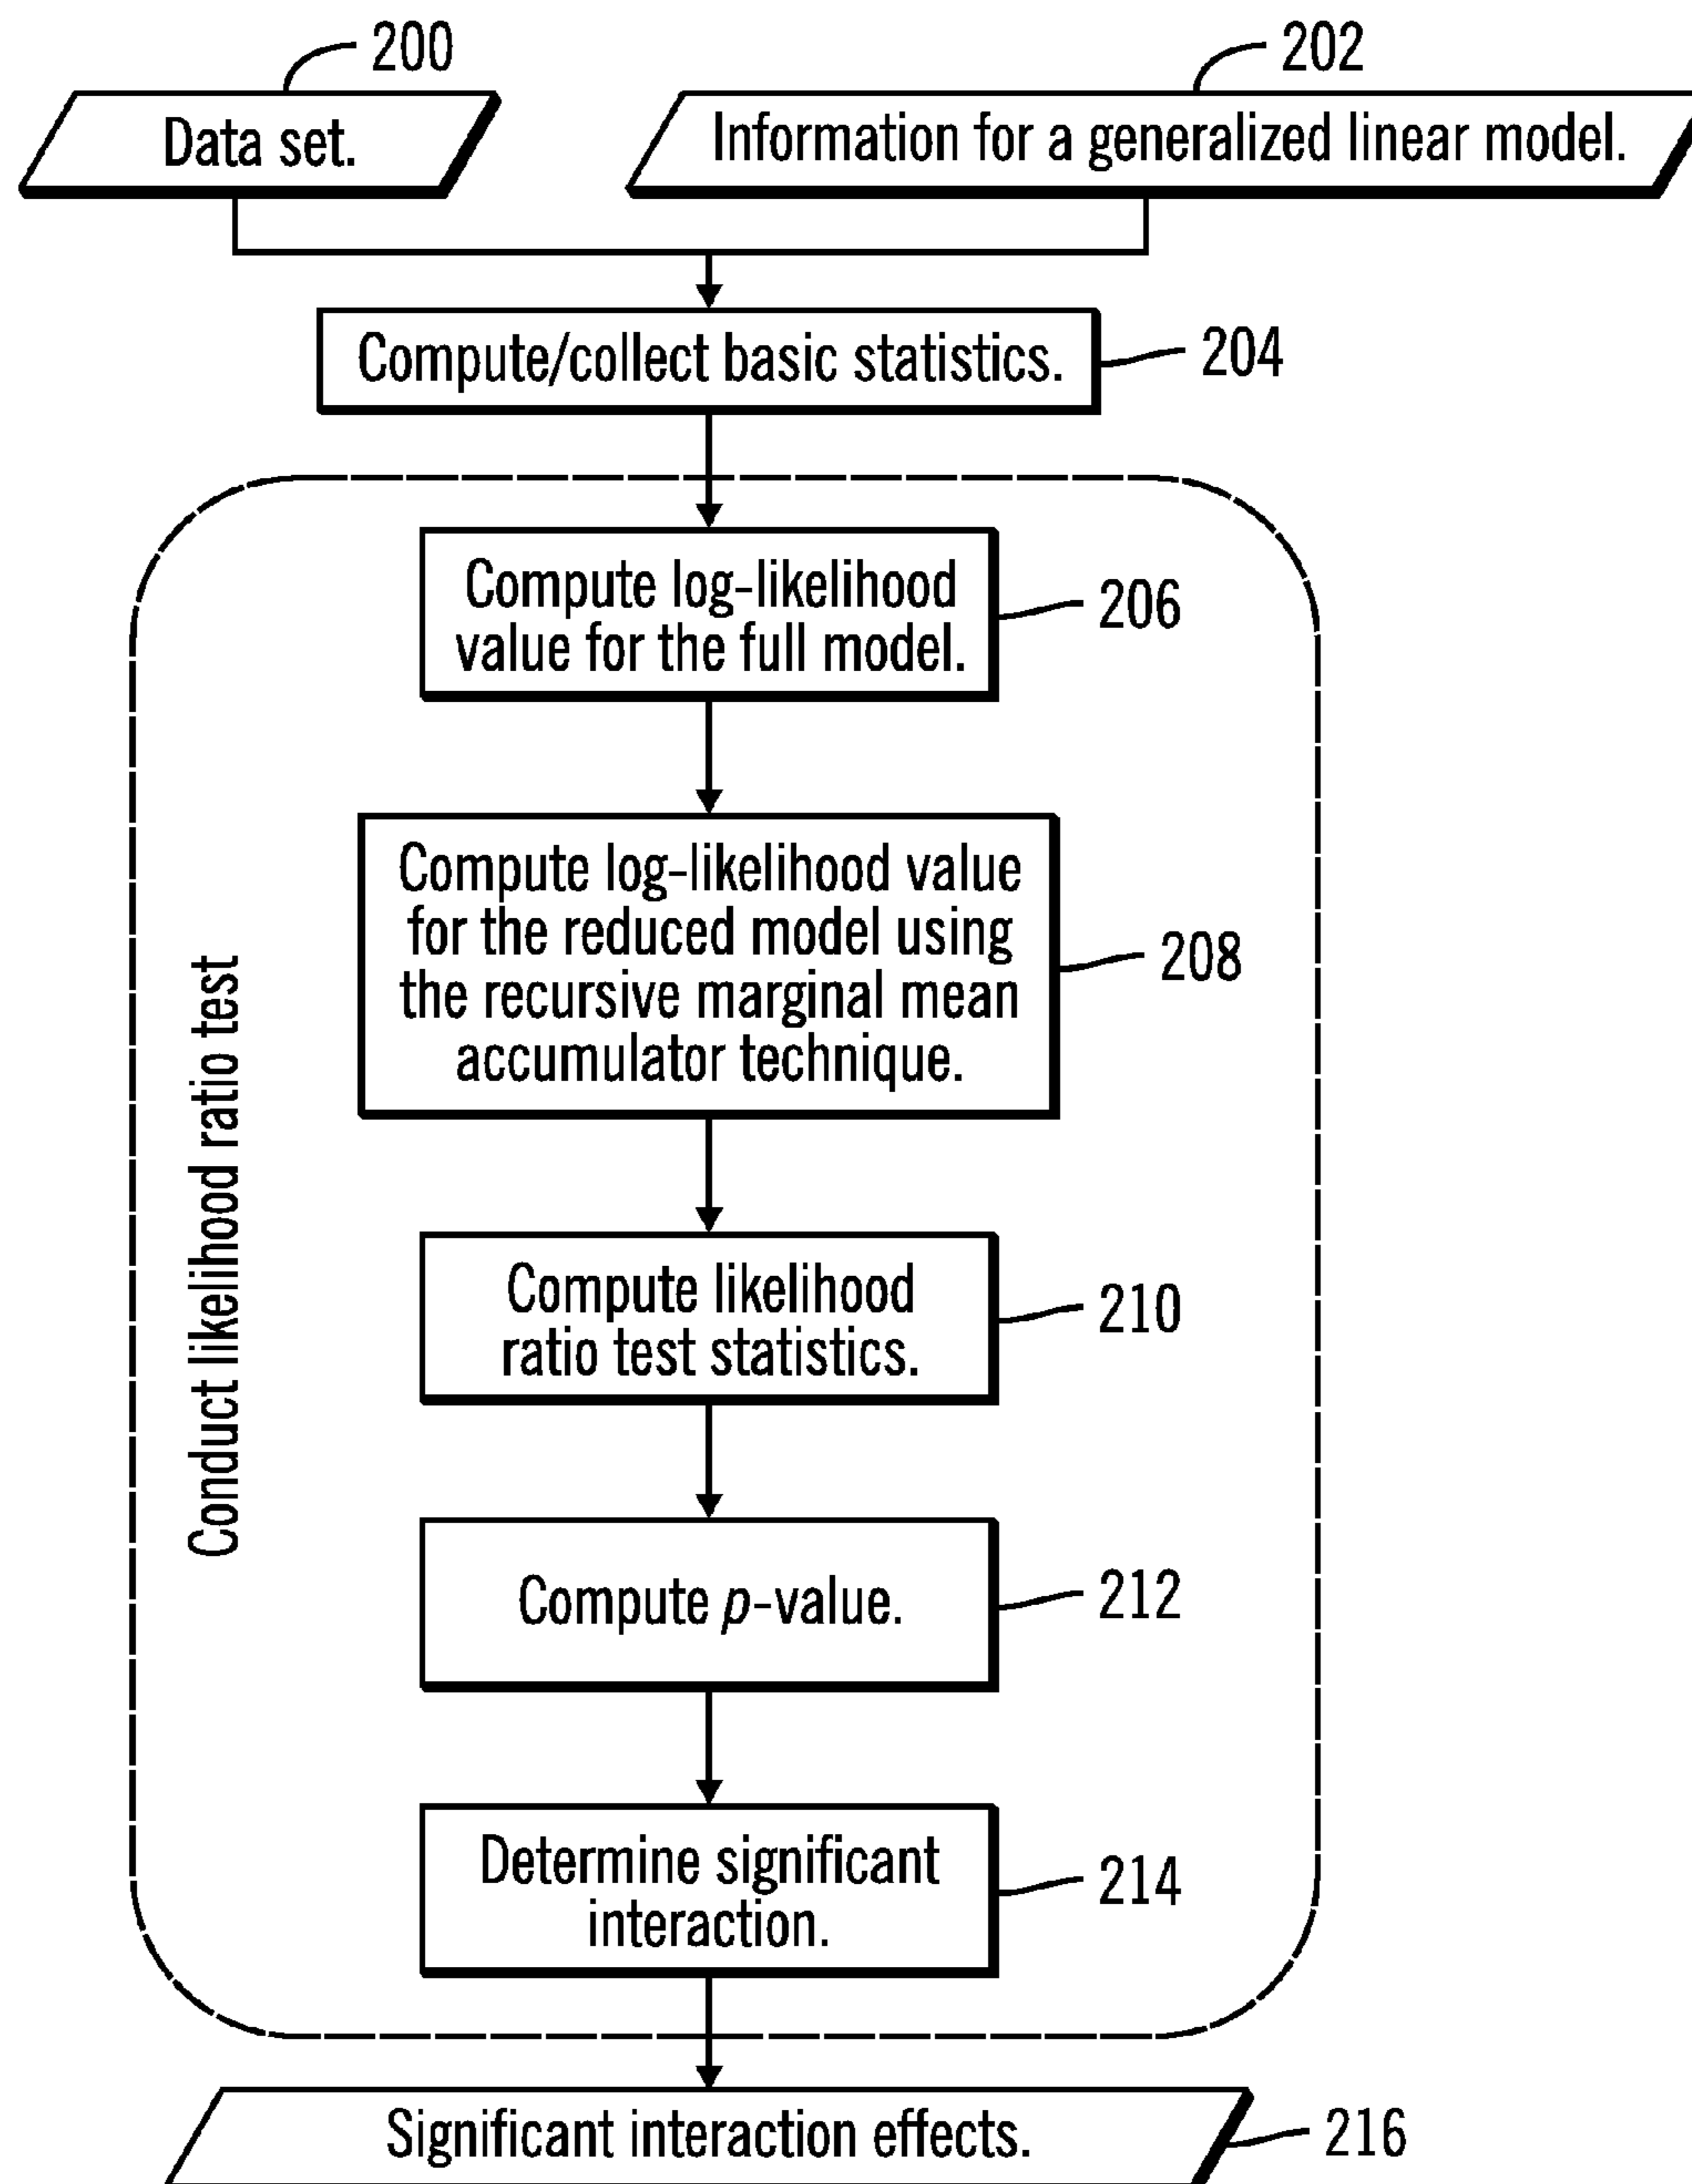 200
202
Data set.
Information for a generalized linear model.
Compute/collect basic statistics.
204
Compute log-likelihood
value for the full model.
206
Compute log-likelihood value
for the reduced model using
the recursive marginal mean
accumulator technique.
208
Conduct likelihood ratio test
Compute likelihood
ratio test statistics.
210
Compute p-value.
212
Determine significant
interaction.
214
Significant interaction effects.
216